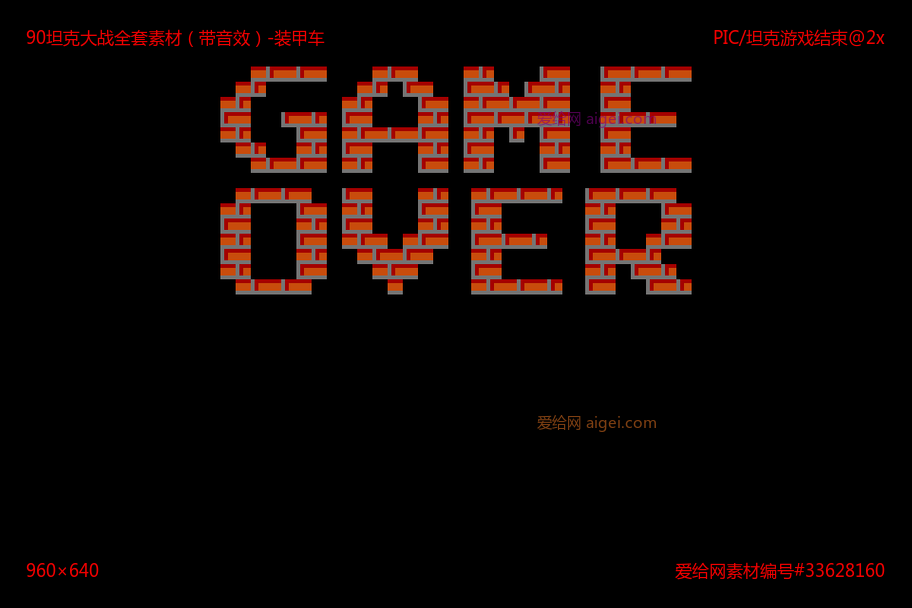 90坦克大战全套素材（带音效）-装甲车
PIC/坦克游戏结束@2x
GAME
爱给网 aigei.com
OVER
爱给网 aigei.com
960×640
爱给网素材编号#33628160